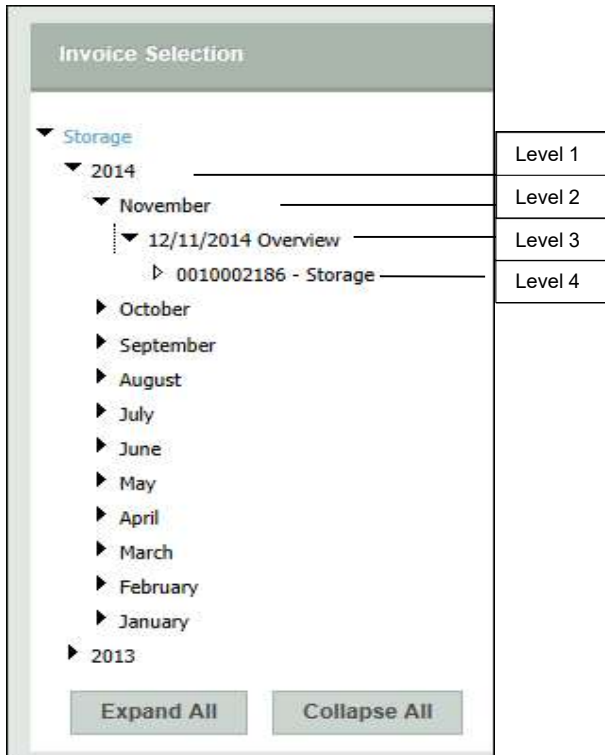 Invoice Selection
Storage
2014
Level 1
November
Level 2
12/11/2014 Overview
Level 3
0010002186 - Storage
Level 4
October
September
August
July
June
May
April
March
February
January
2013
Expand All
Collapse All